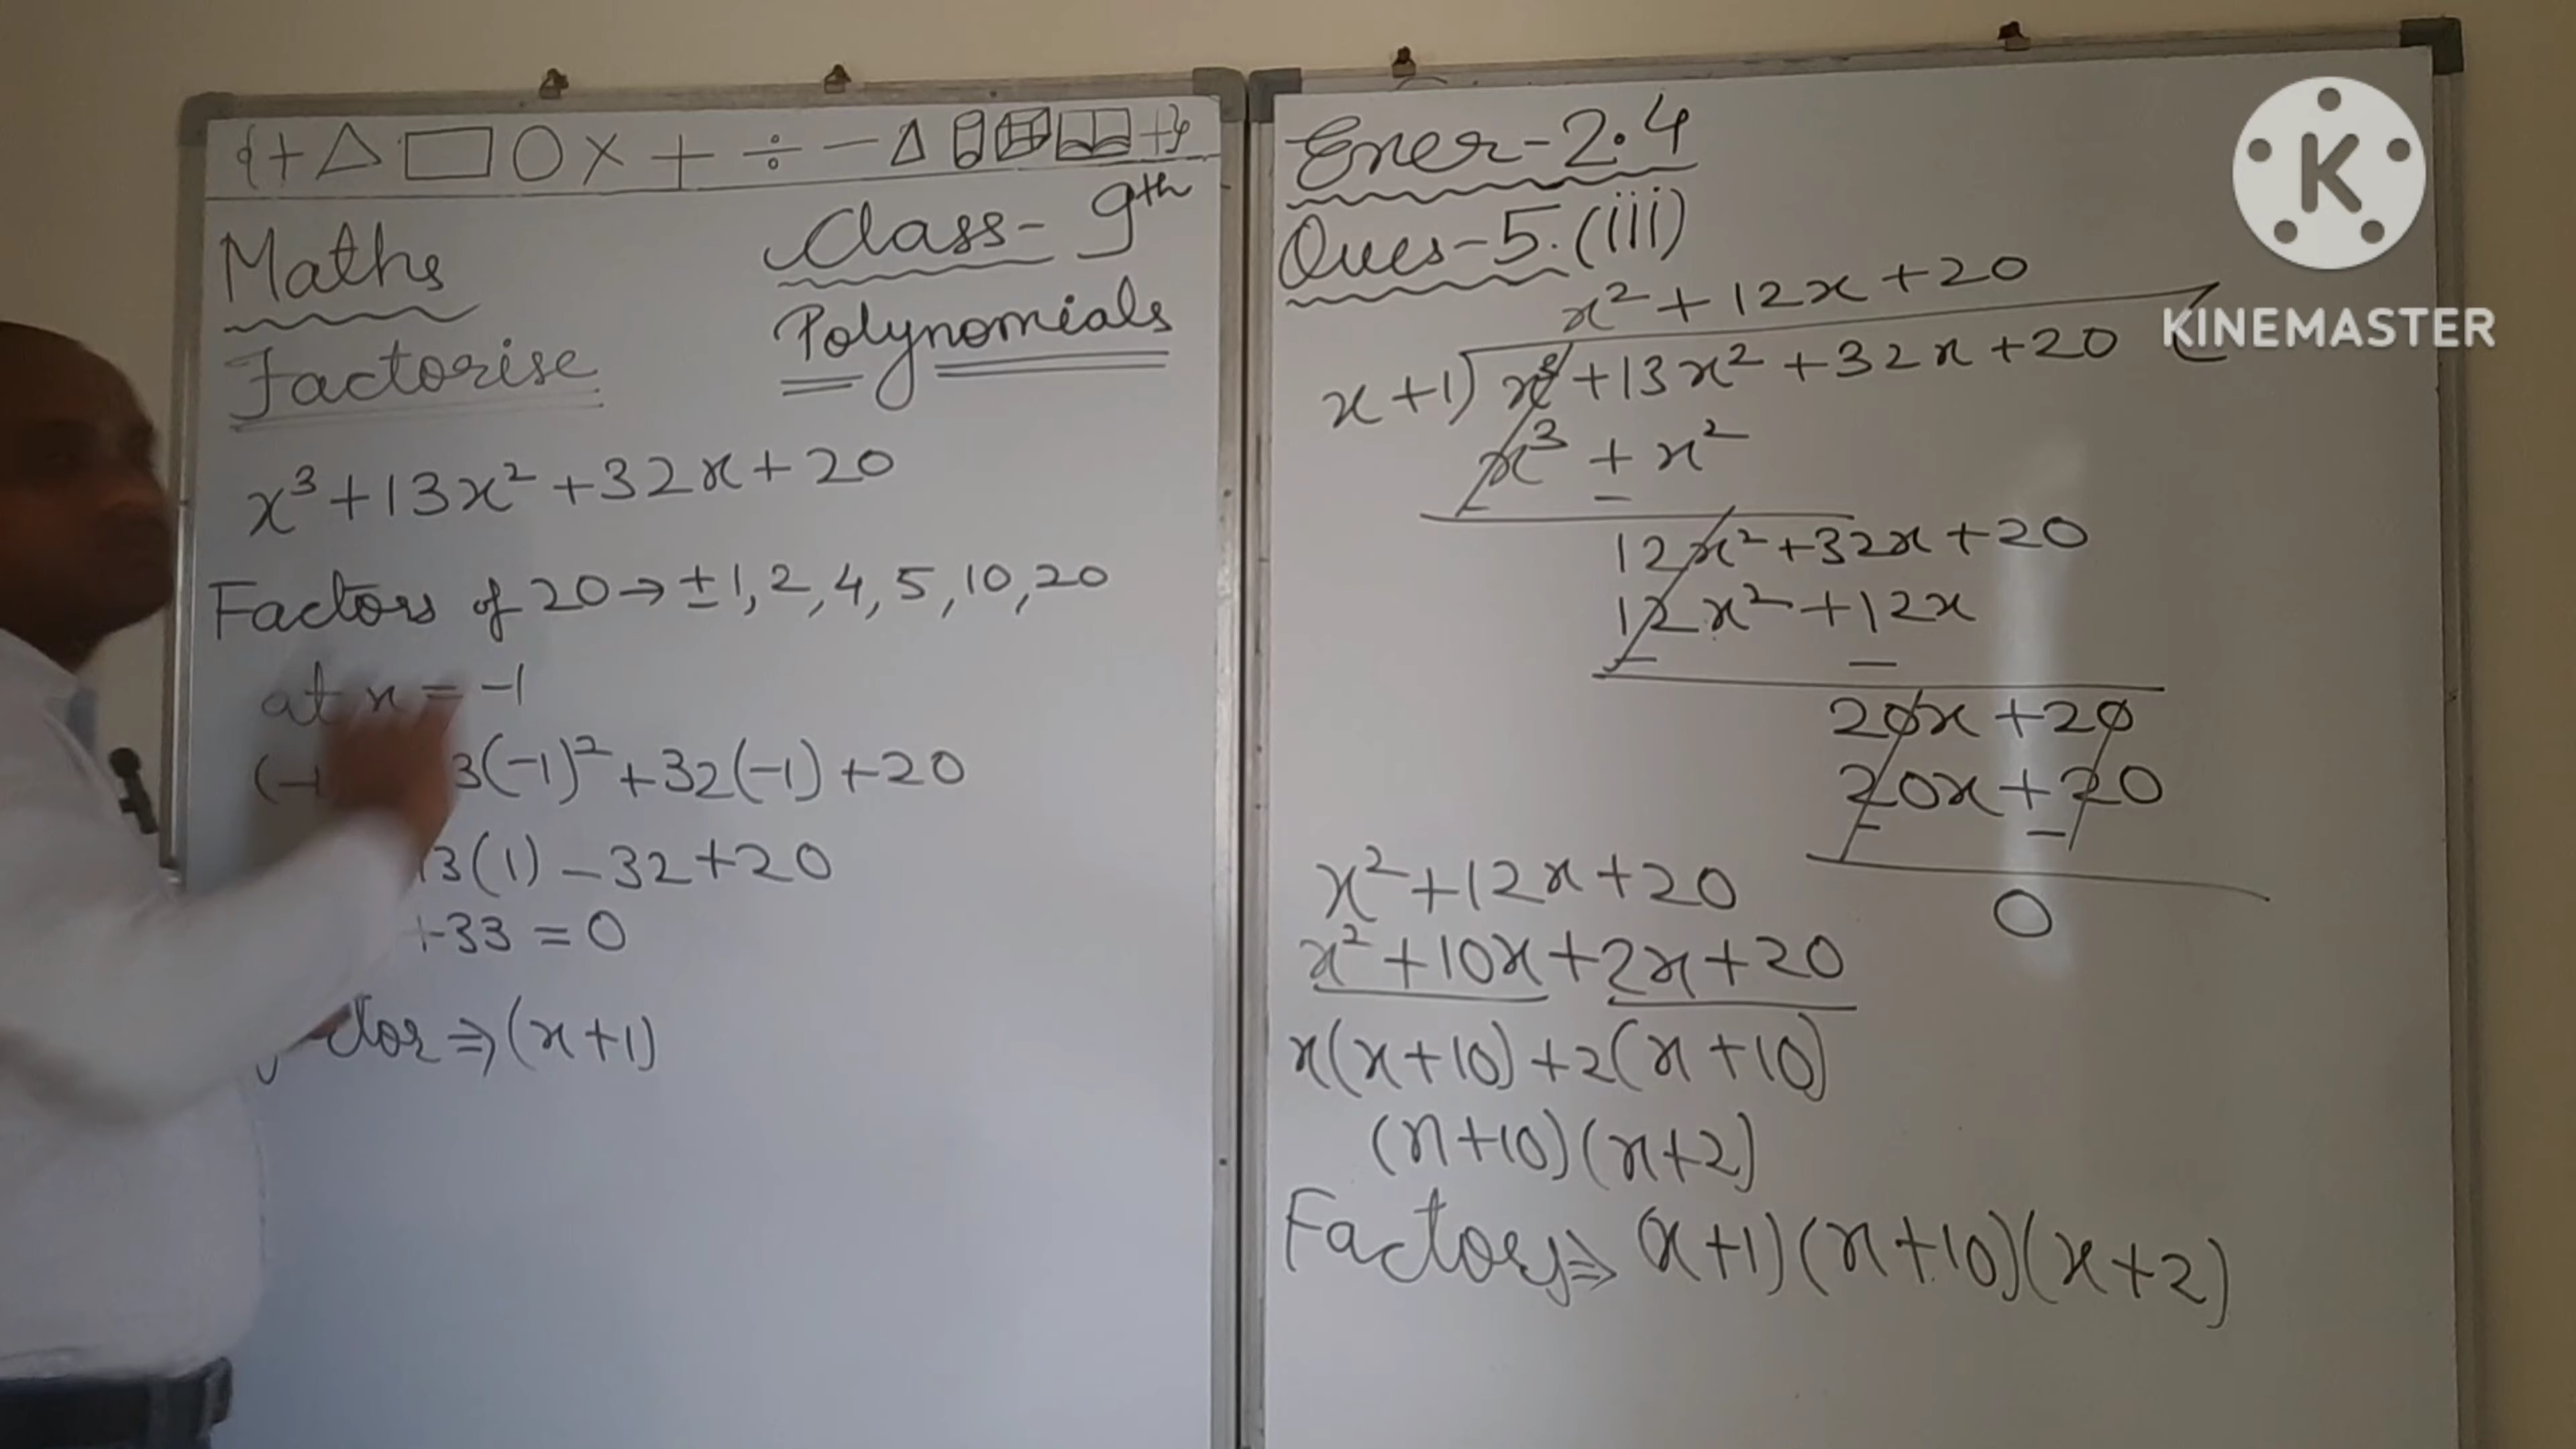 {+ △ ▭ ○ × + ÷ - △ +}
Maths Class-9th
Factorise Polynomials
x³+13x²+32x+20
Factors of 20→±1,2,4,5,10,20
at x=-1
(-1 3(-1)²+32(-1)+20
13(1)-32+20
+33=0
⇒(x+1)
Exer-2.4
Ques-5.(iii)
x²+12x+20
x+1)x³+13x²+32x+20
x³+x²
- -
12x²+32x+20
12x²+12x
- -
20x+20
20x+20
- -
0
x²+12x+20
x²+10x+2x+20
x(x+10)+2(x+10)
(x+10)(x+2)
Factors⇒(x+1)(x+10)(x+2)
K
KINEMASTER